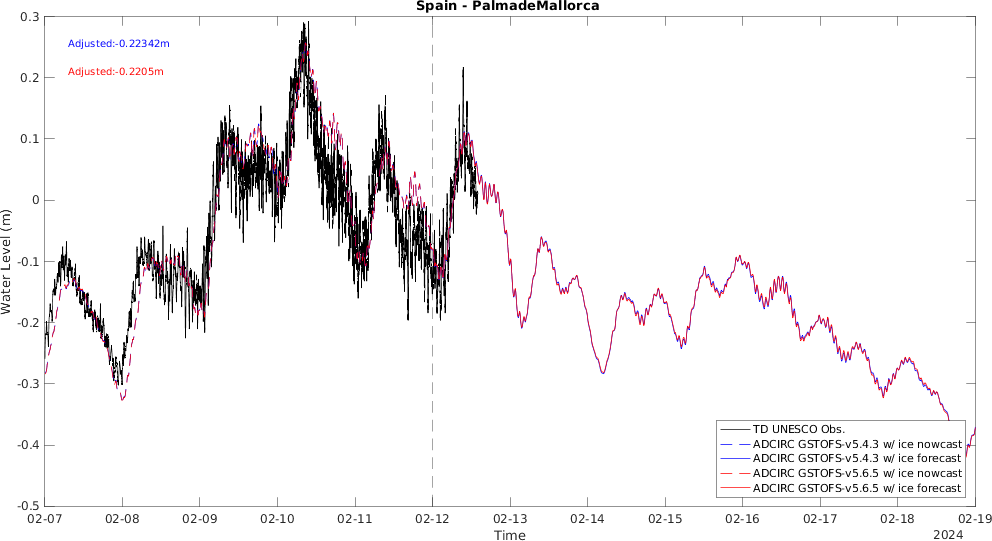 Spain - PalmadeMallorca
0.3
0.2
0.1
0
-0.1
-0.2
-0.3
-0.4
-0.5
Water Level (m)
Adjusted:-0.22342m
Adjusted:-0.2205m
TD UNESCO Obs.
ADCIRC GSTOFS-v5.4.3 w/ ice nowcast
ADCIRC GSTOFS-v5.4.3 w/ ice forecast
ADCIRC GSTOFS-v5.6.5 w/ ice nowcast
ADCIRC GSTOFS-v5.6.5 w/ ice forecast
02-07 02-08 02-09 02-10 02-11 02-12 02-13 02-14 02-15 02-16 02-17 02-18 02-19
Time
2024